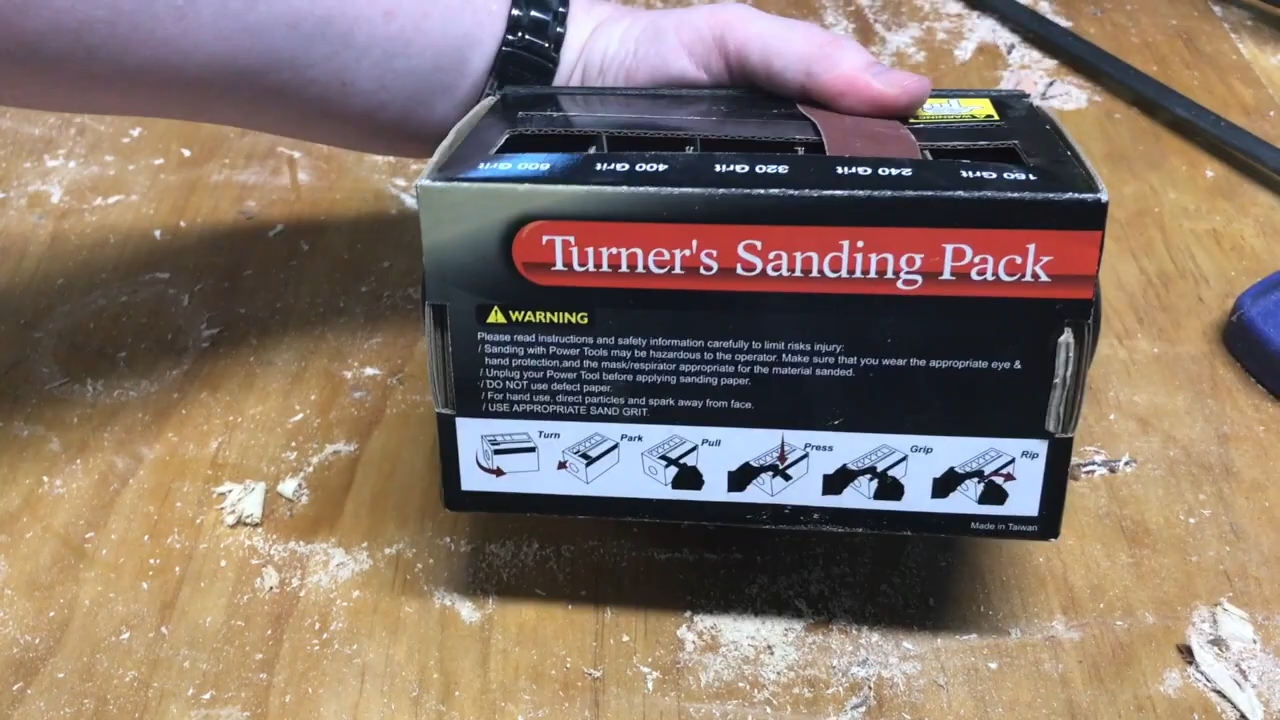 WARNING
600 Grit
400 Grit
320 Grit
240 Grit
Turner's Sanding Pack
WARNING
Please read instructions and safety information carefully to limit risks injury:
/ Sanding with Power Tools may be hazardous to the operator. Make sure that you wear the appropriate eye &
hand protection,and the mask/respirator appropriate for the material sanded.
/ Unplug your Power Tool before applying sanding paper.
/ DO NOT use defect paper.
/ For hand use, direct particles and spark away from face.
/ USE APPROPRIATE SAND GRIT.
Turn
Park
Pull
Press
Grip
Rip
Made in Taiwan